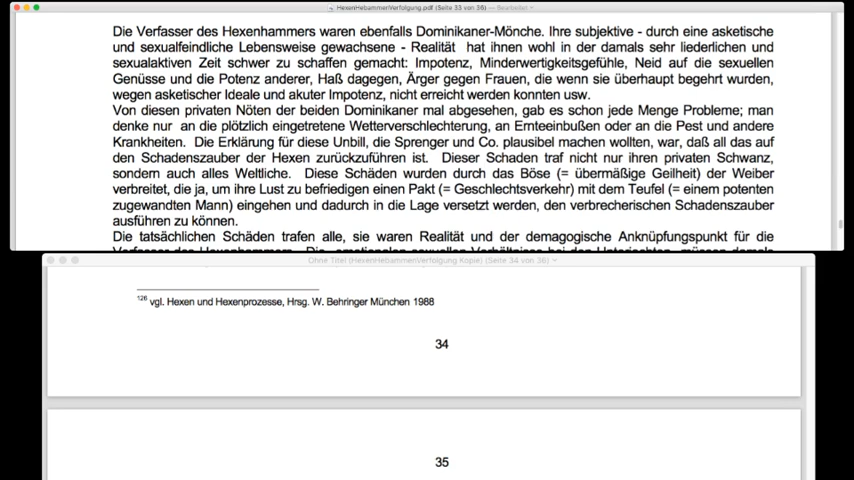 HexenHebammenVerfolgung.pdf (Seite 33 von 36) — Bearbeitet
Die Verfasser des Hexenhammers waren ebenfalls Dominikaner-Mönche. Ihre subjektive - durch eine asketische
und sexualfeindliche Lebensweise gewachsene - Realität hat ihnen wohl in der damals sehr liederlichen und
sexualaktiven Zeit schwer zu schaffen gemacht: Impotenz, Minderwertigkeitsgefühle, Neid auf die sexuellen
Genüsse und die Potenz anderer, Haß dagegen, Ärger gegen Frauen, die wenn sie überhaupt begehrt wurden,
wegen asketischer Ideale und akuter Impotenz, nicht erreicht werden konnten usw.
Von diesen privaten Nöten der beiden Dominikaner mal abgesehen, gab es schon jede Menge Probleme; man
denke nur an die plötzlich eingetretene Wetterverschlechterung, an Ernteeinbußen oder an die Pest und andere
Krankheiten. Die Erklärung für diese Unbill, die Sprenger und Co. plausibel machen wollten, war, daß all das auf
den Schadenszauber der Hexen zurückzuführen ist. Dieser Schaden traf nicht nur ihren privaten Schwanz,
sondern auch alles Weltliche. Diese Schäden wurden durch das Böse (= übermäßige Geilheit) der Weiber
verbreitet, die ja, um ihre Lust zu befriedigen einen Pakt (= Geschlechtsverkehr) mit dem Teufel (= einem potenten
zugewandten Mann) eingehen und dadurch in die Lage versetzt werden, den verbrecherischen Schadenszauber
ausführen zu können.
Die tatsächlichen Schäden trafen alle, sie waren Realität und der demagogische Anknüpfungspunkt für die
Ohne Titel (HexenHebammenVerfolgung Kopie) (Seite 34 von 36)
126 vgl. Hexen und Hexenprozesse, Hrsg. W. Behringer München 1988
34
35